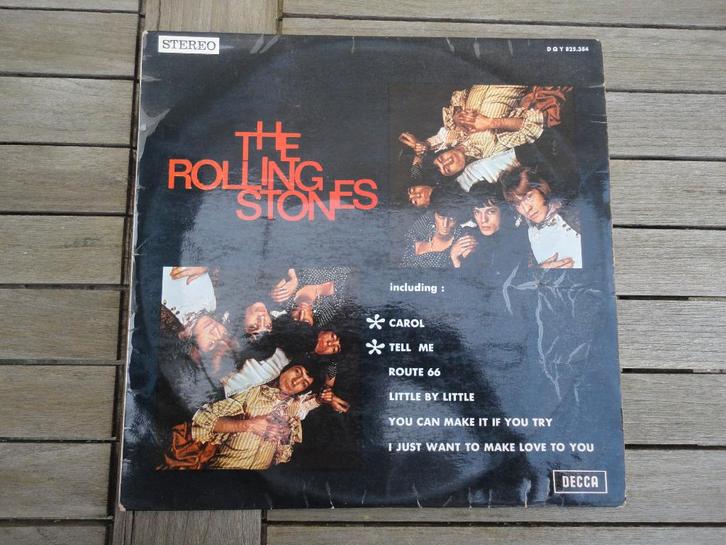 STEREO
D Q Y 825.384
THE
ROLLING
STONES
including :
* CAROL
* TELL ME
ROUTE 66
LITTLE BY LITTLE
YOU CAN MAKE IT IF YOU TRY
I JUST WANT TO MAKE LOVE TO YOU
DECCA